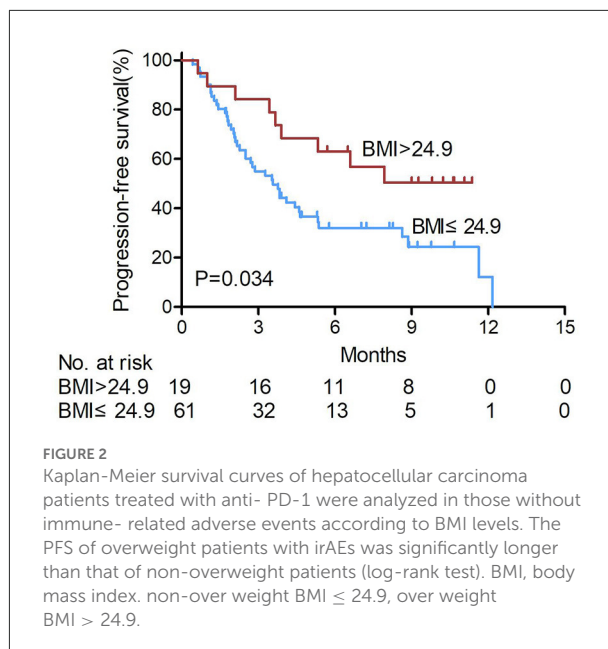 100
80
60
40
20
0
Progression-free survival(%)
BMI>24.9
BMI≤ 24.9
P=0.034
0 3 6 9 12 15
Months
No. at risk
BMI>24.9 19 16 11 8 0 0
BMI≤ 24.9 61 32 13 5 1 0
FIGURE 2
Kaplan-Meier survival curves of hepatocellular carcinoma
patients treated with anti- PD-1 were analyzed in those without
immune- related adverse events according to BMI levels. The
PFS of overweight patients with irAEs was significantly longer
than that of non-overweight patients (log-rank test). BMI, body
mass index. non-over weight BMI ≤ 24.9, over weight
BMI > 24.9.